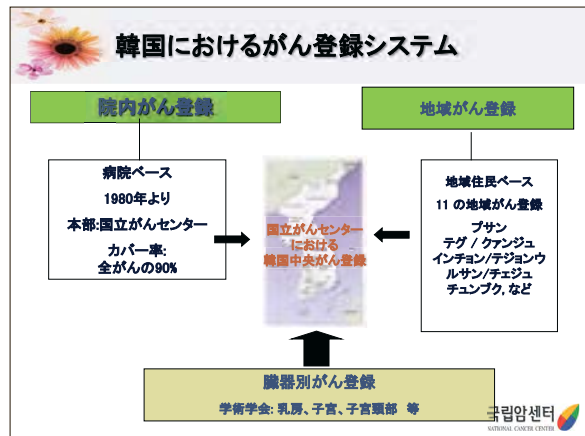 韓国におけるがん登録システム
院内がん登録
地域がん登録
病院ベース
1980年より
本部:国立がんセンター
カバー率:
全がんの90%
国立がんセンター
における
韓国中央がん登録
地域住民ベース
11 の地域がん登録
プサン
テグ / クァンジュ
インチョン/テジョンウ
ルサン/チェジュ
チュンブク, など
臓器別がん登録
学術学会: 乳房、子宮、子宮頸部 等
국립암센터
NATIONAL CANCER CENTER